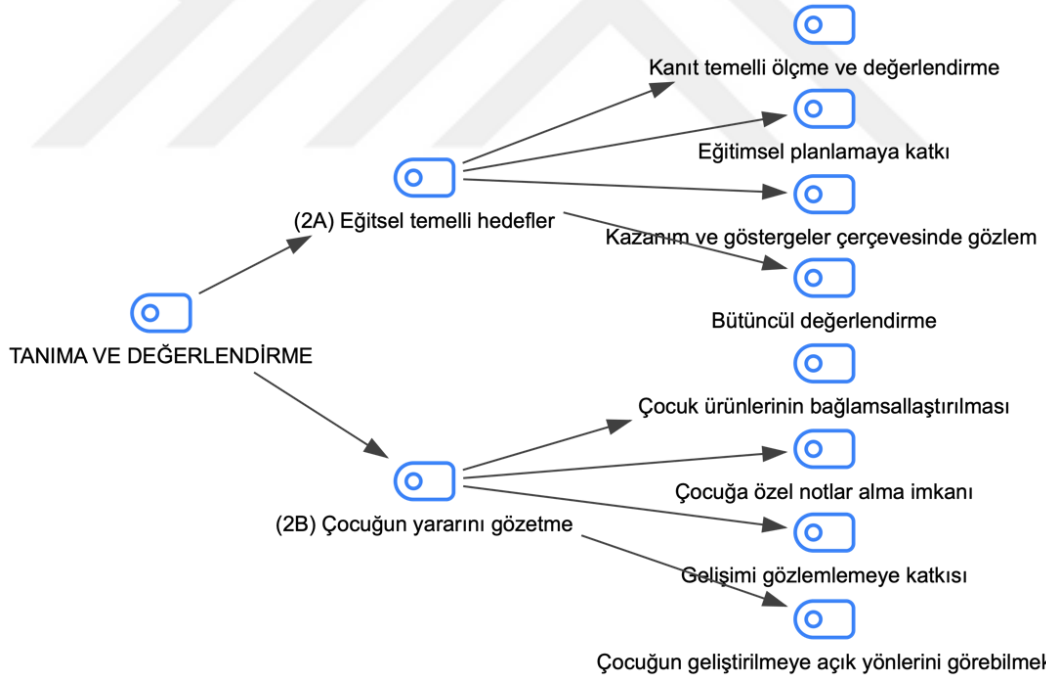 Kanıt temelli ölçme ve değerlendirme
Eğitimsel planlamaya katkı
(2A) Eğitsel temelli hedefler
Kazanım ve göstergeler çerçevesinde gözlem
Bütüncül değerlendirme
TANIMA VE DEĞERLENDİRME
Çocuk ürünlerinin bağlamsallaştırılması
Çocuğa özel notlar alma imkanı
(2B) Çocuğun yararını gözetme
Gelişimi gözlemlemeye katkısı
Çocuğun geliştirilmeye açık yönlerini görebilmek